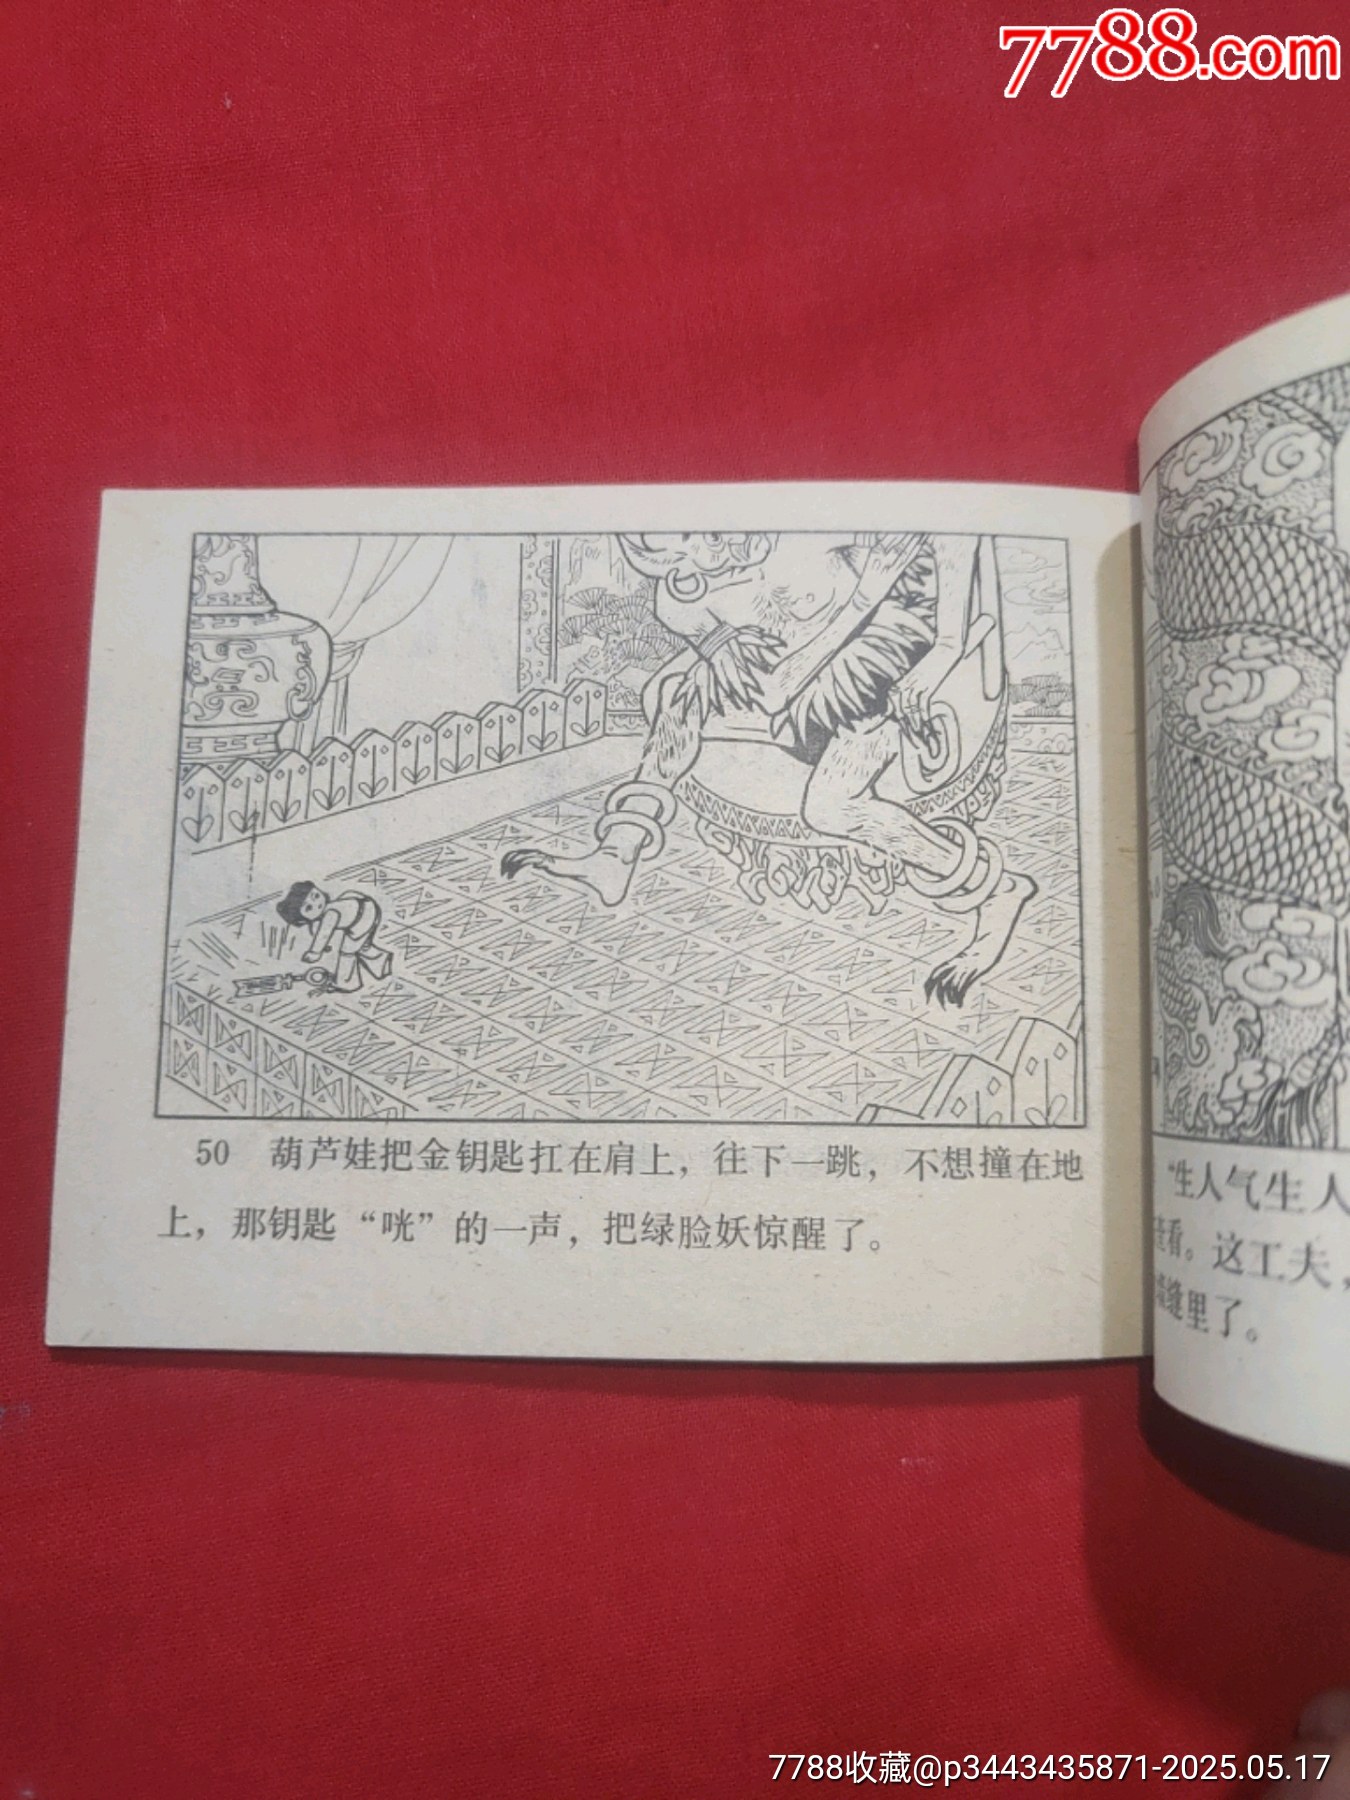 7788.com
50 葫芦娃把金钥匙扛在肩上，往下一跳，不想撞在地
上，那钥匙“咣”的一声，把绿脸妖惊醒了。
“生人气生人
看。这工夫，
缝里了。
7788收藏@p3443435871-2025.05.17